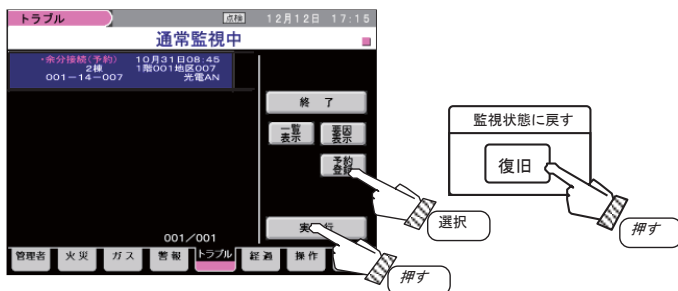 トラブル 点検 12月12日 17:15
通常監視中
・余分接続(予約) 10月31日08:45
2棟 1階001地区007
001-14-007 光電AN
終 了
一覧表示 要因表示
予約登録
実 行
001/001
管理者 火災 ガス 警報 トラブル 経過 操作
選択
押す
監視状態に戻す
復旧
押す